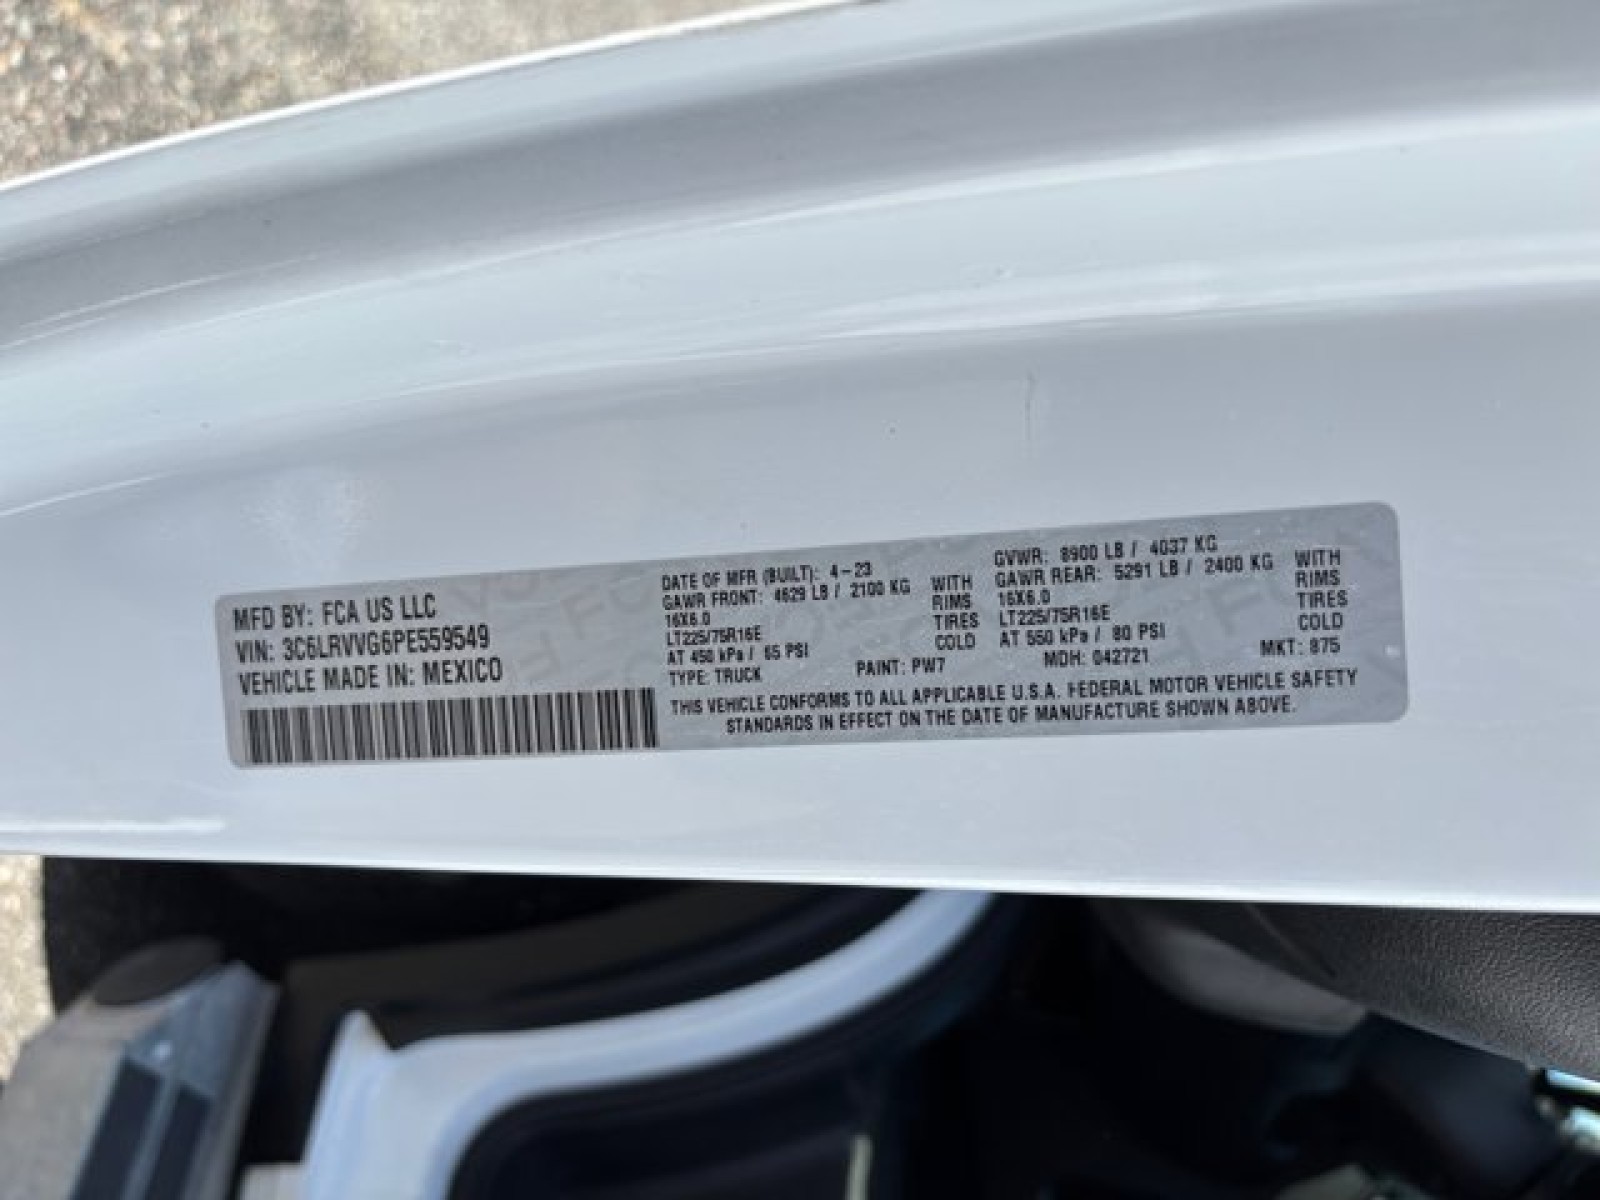 MFD BY: FCA US LLC
VIN: 3C6LRVVG6PE559549
VEHICLE MADE IN: MEXICO
DATE OF MFR (BUILT): 4-23
GAWR FRONT: 4629 LB / 2100 KG WITH
16X6.0 RIMS
LT225/75R16E TIRES
AT 450 kPa / 65 PSI COLD
TYPE: TRUCK PAINT: PW7
GVWR: 8900 LB / 4037 KG
GAWR REAR: 5291 LB / 2400 KG WITH
16X6.0 RIMS
LT225/75R16E TIRES
AT 550 kPa / 80 PSI COLD
MDH: 042721 MKT: 875
THIS VEHICLE CONFORMS TO ALL APPLICABLE U.S.A. FEDERAL MOTOR VEHICLE SAFETY
STANDARDS IN EFFECT ON THE DATE OF MANUFACTURE SHOWN ABOVE.